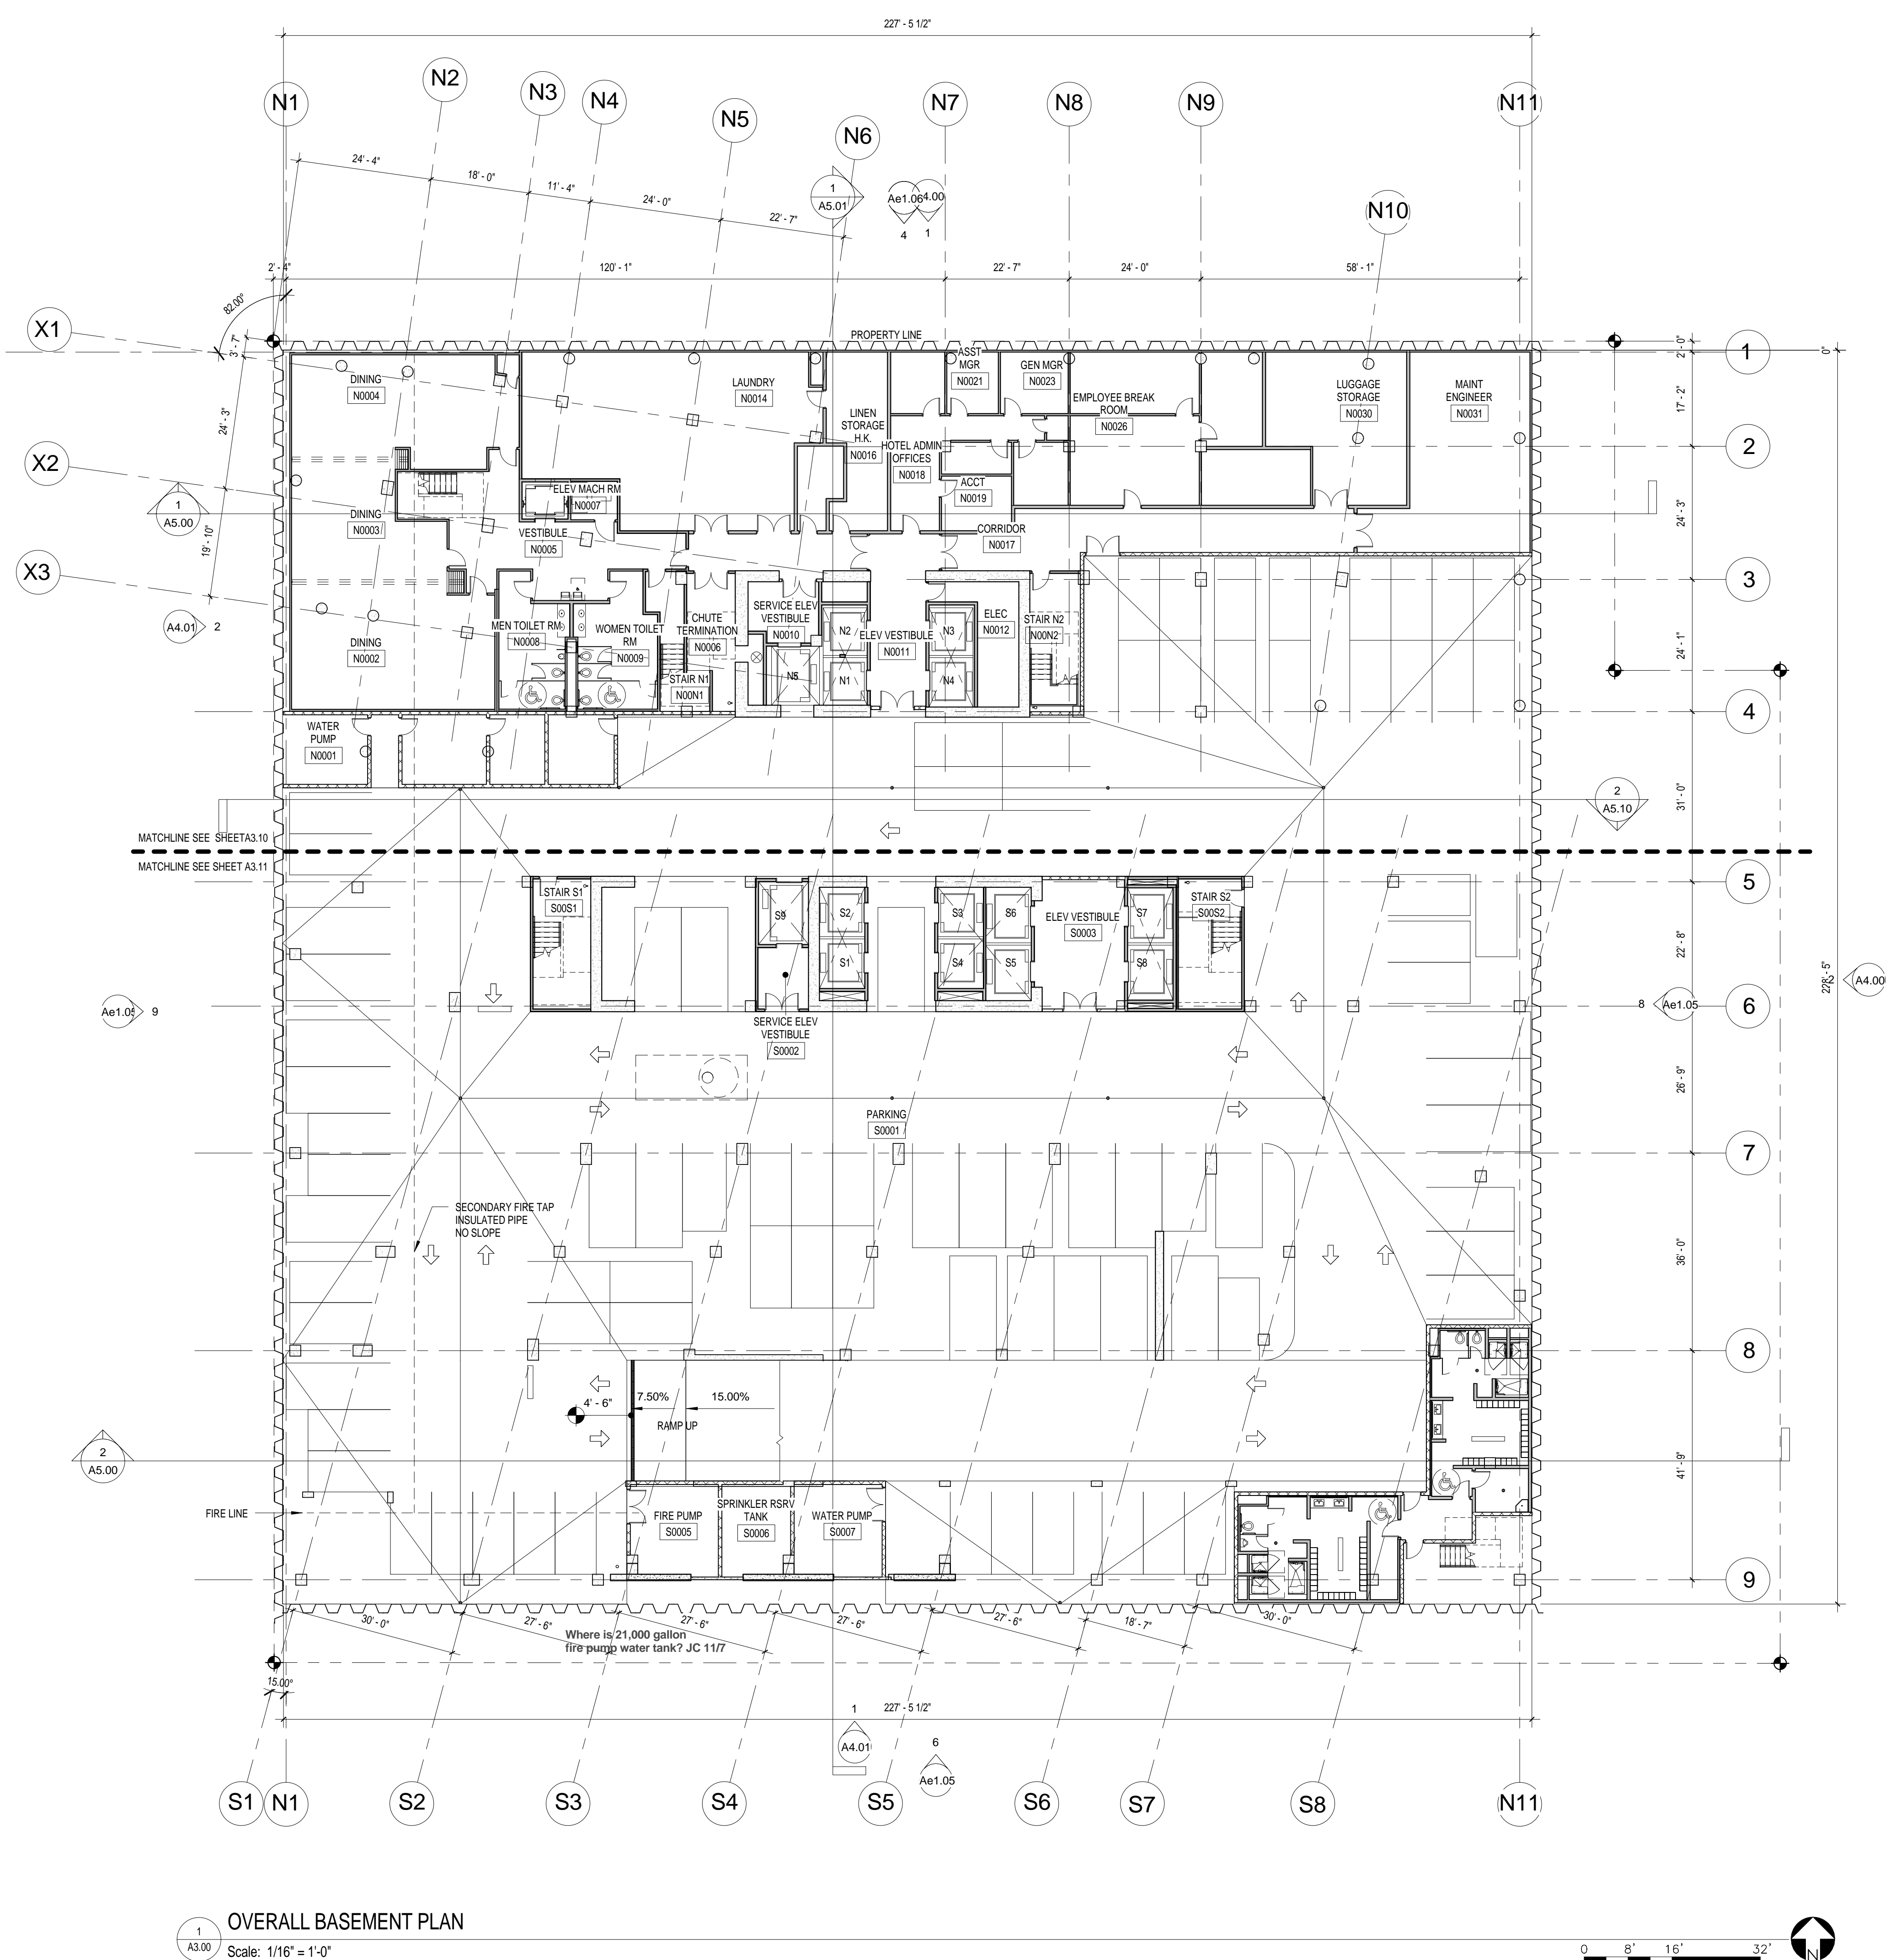 227' - 5 1/2"
N1
N2
N3
N4
N5
N6
N7
N8
N9
N10
N11
24' - 4"
18' - 0"
11' - 4"
24' - 0"
22' - 7"
1
A5.01
Ae1.06
4.00
4
1
2' - 4"
120' - 1"
22' - 7"
24' - 0"
58' - 1"
82.00°
3' - 7"
X1
X2
X3
24' - 3"
19' - 10"
PROPERTY LINE
DINING
N0004
LAUNDRY
N0014
LINEN
STORAGE
H.K.
N0016
ASST
MGR
N0021
GEN MGR
N0023
EMPLOYEE BREAK
ROOM
N0026
LUGGAGE
STORAGE
N0030
MAINT
ENGINEER
N0031
HOTEL ADMIN
OFFICES
N0018
ACCT
N0019
CORRIDOR
N0017
ELEV MACH RM
N0007
DINING
N0003
VESTIBULE
N0005
1
A5.00
A4.01
2
DINING
N0002
MEN TOILET RM
N0008
WOMEN TOILET
RM
N0009
CHUTE
TERMINATION
N0006
STAIR N1
N00N1
SERVICE ELEV
VESTIBULE
N0010
N5
N2
N1
ELEV VESTIBULE
N0011
N3
N4
ELEC
N0012
STAIR N2
N00N2
WATER
PUMP
N0001
1
2
3
4
5
6
7
8
9
2' - 0"
0"
17' - 2"
24' - 3"
24' - 1"
31' - 0"
22' - 8"
26' - 9"
36' - 0"
41' - 9"
228' - 5"
2
A4.00
2
A5.10
MATCHLINE SEE SHEETA3.10
MATCHLINE SEE SHEET A3.11
STAIR S1
S00S1
S9
S2
S1
S3
S4
S6
S5
ELEV VESTIBULE
S0003
S7
S8
STAIR S2
S00S2
Ae1.05
9
8
Ae1.05
SERVICE ELEV
VESTIBULE
S0002
PARKING
S0001
SECONDARY FIRE TAP
INSULATED PIPE
NO SLOPE
4' - 6"
7.50%
15.00%
RAMP UP
2
A5.00
FIRE LINE
FIRE PUMP
S0005
SPRINKLER RSRV
TANK
S0006
WATER PUMP
S0007
30' - 0"
27' - 6"
27' - 6"
27' - 6"
27' - 6"
18' - 7"
30' - 0"
Where is 21,000 gallon
fire pump water tank? JC 11/7
15.00°
227' - 5 1/2"
1
A4.01
6
Ae1.05
S1
N1
S2
S3
S4
S5
S6
S7
S8
N11
1
A3.00
OVERALL BASEMENT PLAN
Scale: 1/16" = 1'-0"
0 8' 16' 32'
N